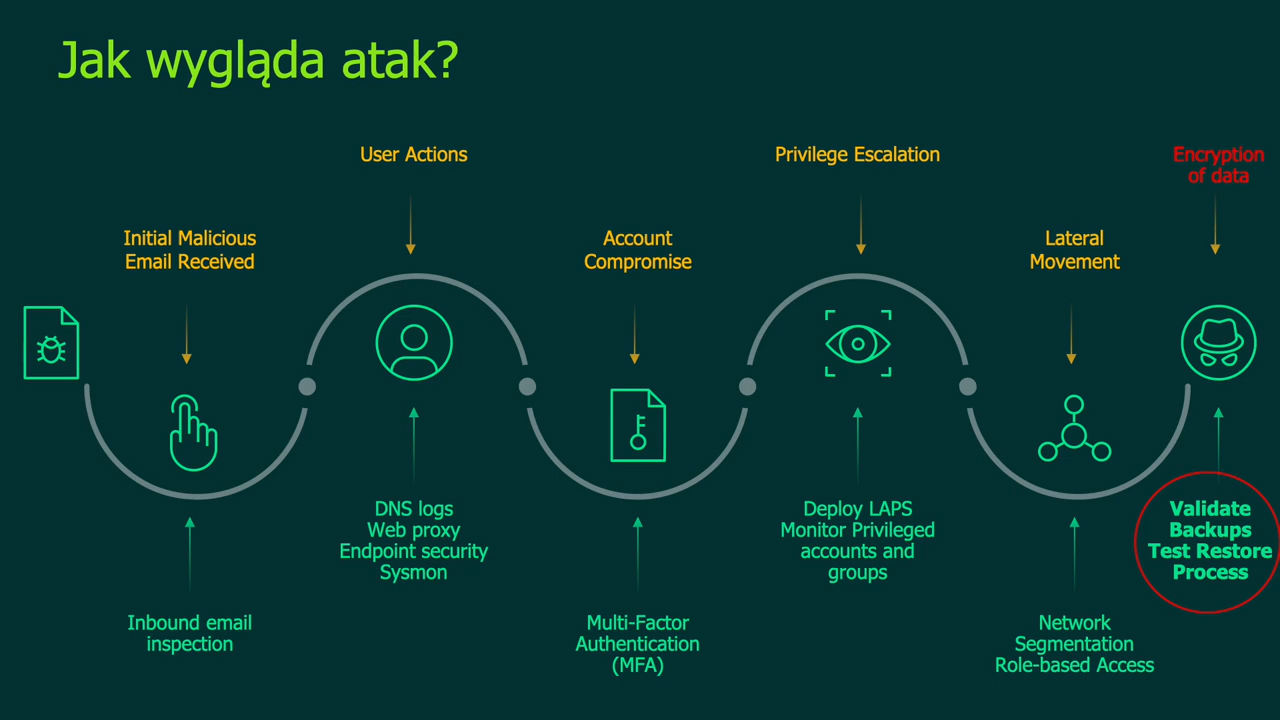 Jak wygląda atak?
User Actions
Privilege Escalation
Encryption
of data
Initial Malicious
Email Received
Account
Compromise
Lateral
Movement
DNS logs
Web proxy
Endpoint security
Sysmon
Deploy LAPS
Monitor Privileged
accounts and
groups
Validate
Backups
Test Restore
Process
Inbound email
inspection
Multi-Factor
Authentication
(MFA)
Network
Segmentation
Role-based Access